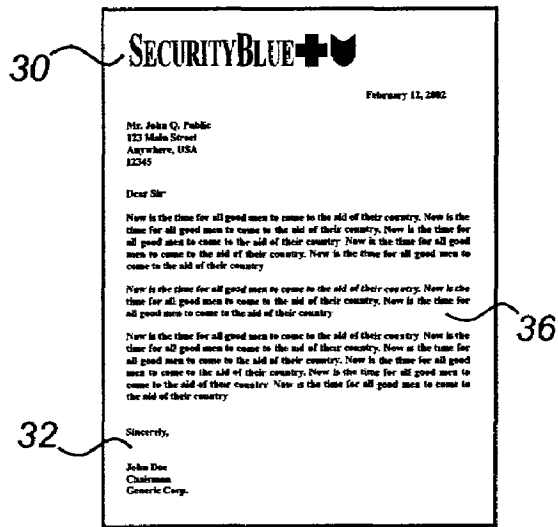 30
SECURITYBLUE
February 12, 2002
Mr. John Q. Public
123 Main Street
Anywhere, USA
12345
Dear Sir
Now is the time for all good men to come to the aid of their country. Now is the
time for all good men to come to the aid of their country. Now is the time for
all good men to come to the aid of their country Now is the time for all good
men to come to the aid of their country. Now is the time for all good men to
come to the aid of their country
Now is the time for all good men to come to the aid of their country. Now is the
time for all good men to come to the aid of their country. Now is the time for
all good men to come to the aid of their country
36
Now is the time for all good men to come to the aid of their country Now is the
time for all good men to come to the aid of their country. Now is the time for
all good men to come to the aid of their country. Now is the time for all good
men to come to the aid of their country. Now is the time for all good men to
come to the aid of their country Now is the time for all good men to come to
the aid of their country
Sincerely,
32
John Doe
Chairman
Generic Corp.